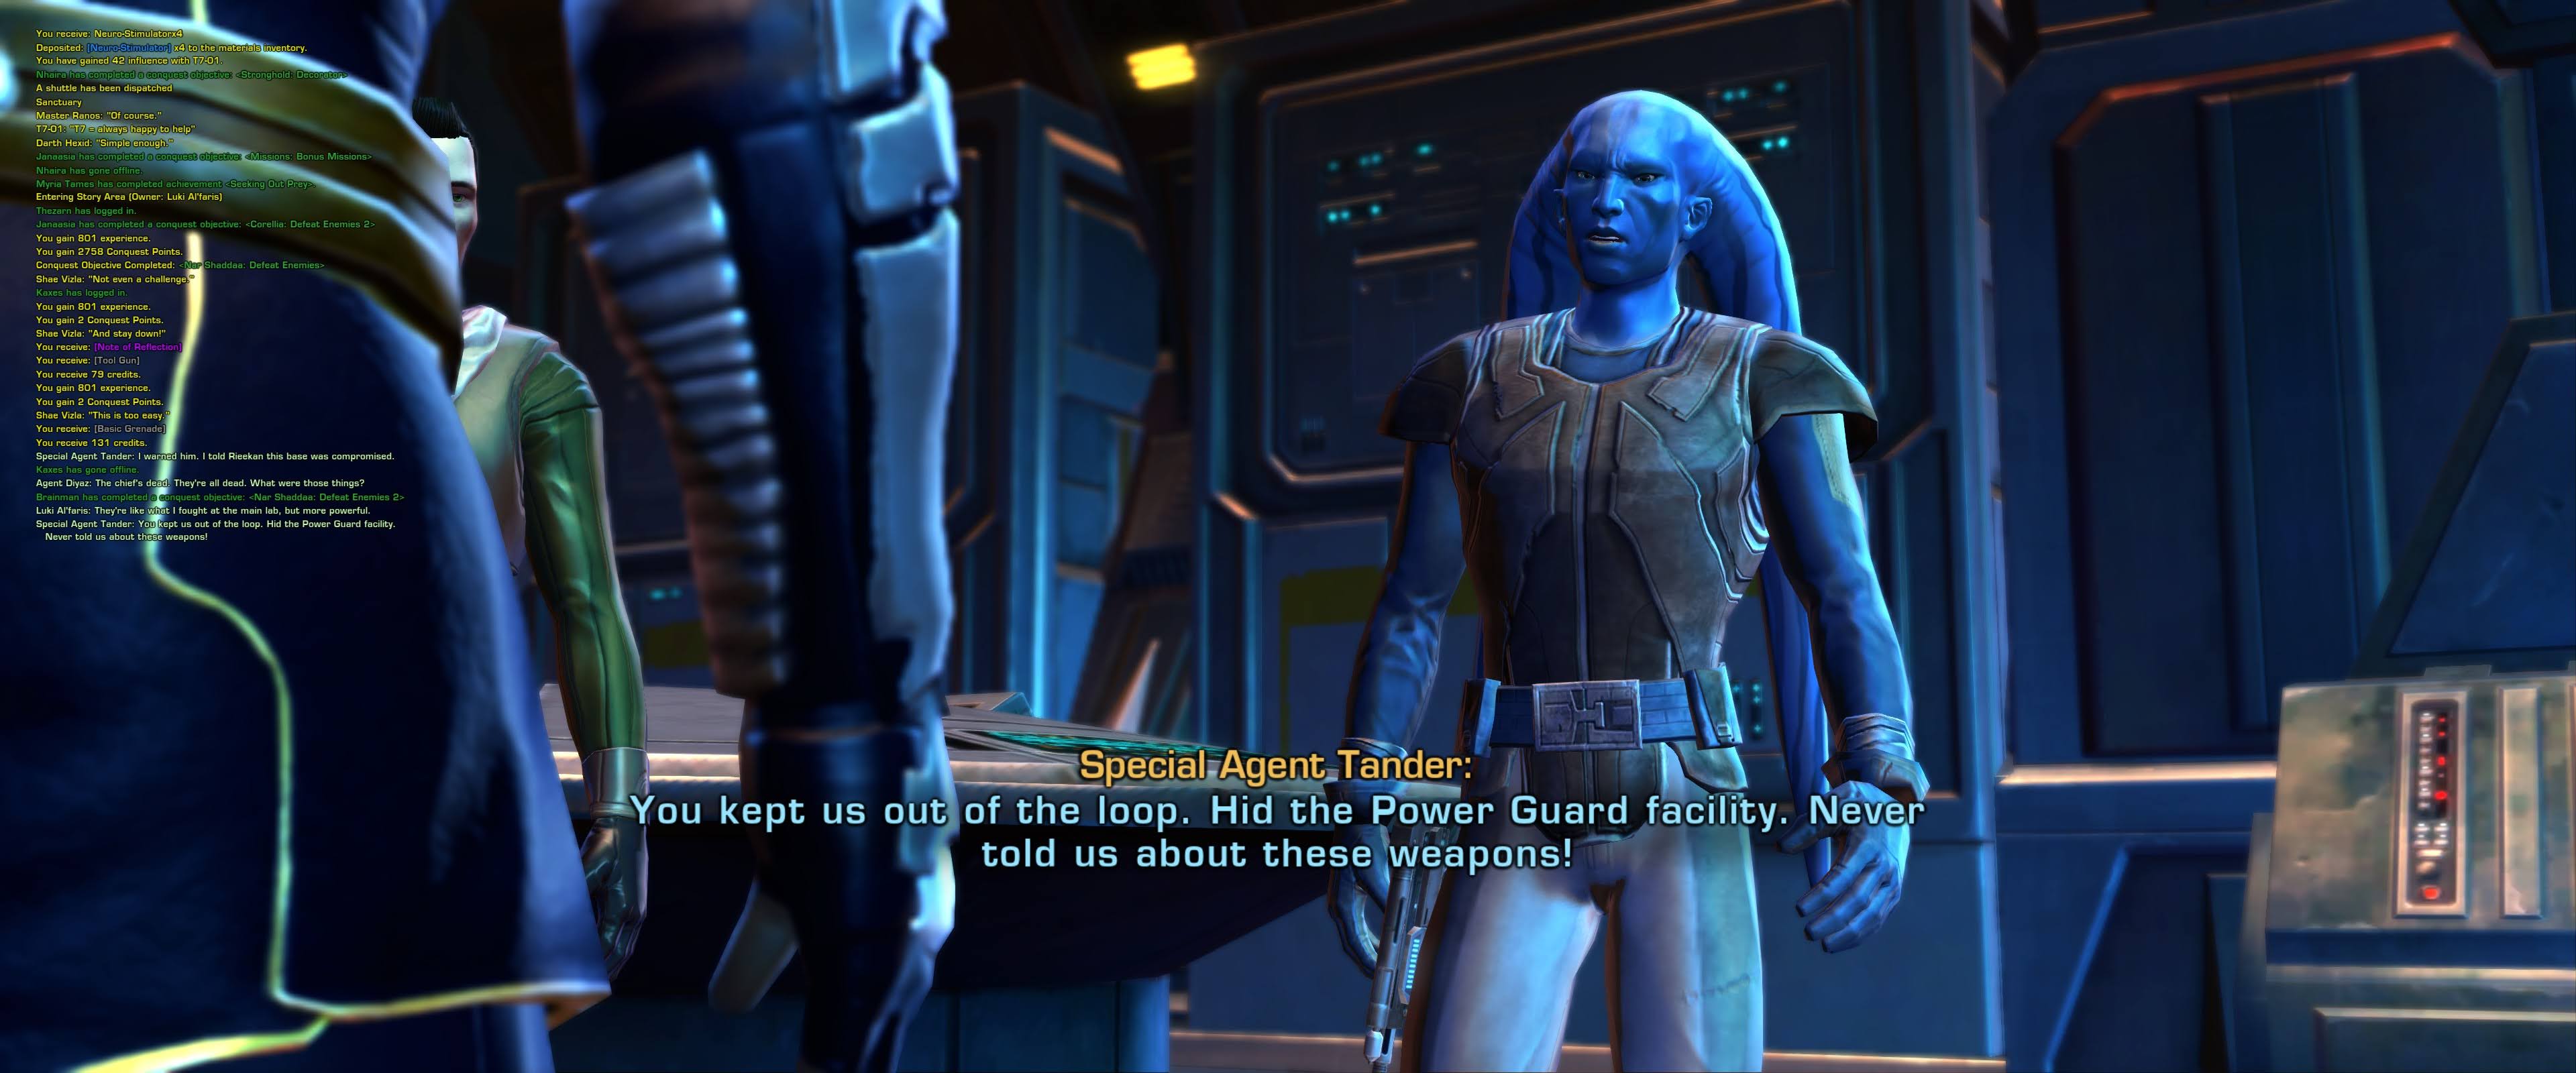 You receive: Neuro-Stimulatorx4
Deposited: [Neuro-Stimulator] x4 to the materials inventory.
You have gained 42 influence with T7-01.
Nhaira has completed a conquest objective: <Stronghold: Decorator>
A shuttle has been dispatched
Sanctuary
Master Ranos: "Of course."
T7-01: "T7 = always happy to help"
Darth Hexid: "Simple enough."
Janaasia has completed a conquest objective: <Missions: Bonus Missions>
Nhaira has gone offline.
Myria Tames has completed achievement <Seeking Out Prey>.
Entering Story Area (Owner: Luki Al'faris)
Thezarn has logged in.
Janaasia has completed a conquest objective: <Corellia: Defeat Enemies 2>
You gain 801 experience.
You gain 2758 Conquest Points.
Conquest Objective Completed: <Nar Shaddaa: Defeat Enemies>
Shae Vizla: "Not even a challenge."
Kaxes has logged in.
You gain 801 experience.
You gain 2 Conquest Points.
Shae Vizla: "And stay down!"
You receive: [Note of Reflection]
You receive: [Tool Gun]
You receive 79 credits.
You gain 801 experience.
You gain 2 Conquest Points.
Shae Vizla: "This is too easy."
You receive: [Basic Grenade]
You receive 131 credits.
Special Agent Tander: I warned him. I told Rieekan this base was compromised.
Kaxes has gone offline.
Agent Diyaz: The chief's dead. They're all dead. What were those things?
Brainman has completed a conquest objective: <Nar Shaddaa: Defeat Enemies 2>
Luki Al'faris: They're like what I fought at the main lab, but more powerful.
Special Agent Tander: You kept us out of the loop. Hid the Power Guard facility.
Never told us about these weapons!
Special Agent Tander:
You kept us out of the loop. Hid the Power Guard facility. Never
told us about these weapons!